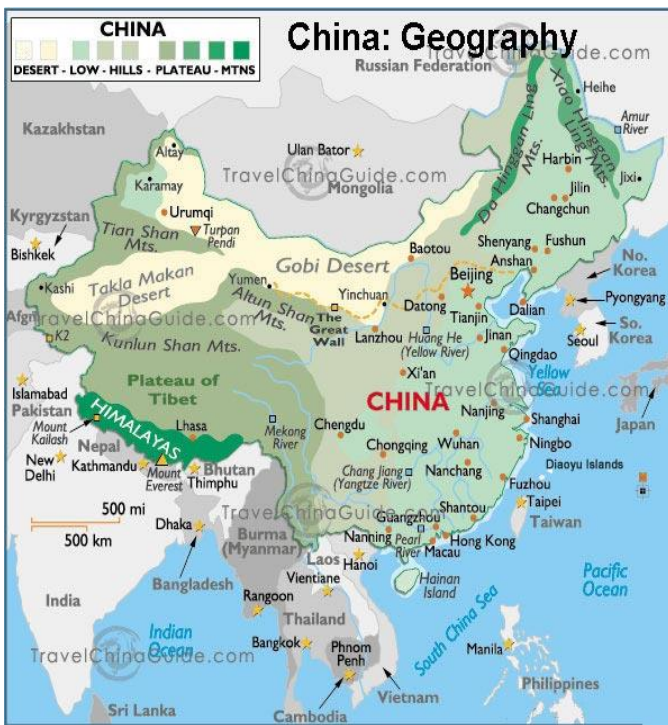 CHINA
DESERT - LOW - HILLS - PLATEAU - MTNS
China: Geography
TravelChinaGuide.com
Russian Federation
Heihe
Xiao Hinggan
Ling Mts.
Amur
River
Da Hinggan Ling
Mts.
Kazakhstan
Altay
Ulan Bator
TravelChinaGuide.com
Mongolia
Harbin
Jixi
Karamay
Jilin
Changchun
Urumqi
Kyrgyzstan
Turpan
Pendi
Tian Shan
Mts.
Bishkek
Baotou
Shenyang
Fushun
Anshan
Gobi Desert
Beijing
No.
Korea
Kashi
Takla Makan
Desert
Yumen
Altun Shan
Mts.
Yinchuan
Datong
Tianjin
Dalian
Pyongyang
The
Great
Wall
Afgh
TravelChinaGuide.com
K2
Kunlun Shan Mts.
Lanzhou
Huang He
(Yellow River)
Jinan
Seoul
So.
Korea
Qingdao
Yellow
Sea
Xi'an
Islamabad
Pakistan
Plateau of
Tibet
CHINA
HIMALAYAS
Nanjing
Japan
Mount
Kailash
Lhasa
Mekong
River
Chengdu
Shanghai
Nepal
Wuhan
Ningbo
New
Delhi
Kathmandu
Mount
Everest
Bhutan
Thimphu
Chongqing
Chang Jiang
(Yangtze River)
Nanchang
Diaoyu Islands
Fuzhou
500 mi
TravelChinaGuide.com
Shantou
Taipei
500 km
Dhaka
Burma
(Myanmar)
Guangzhou
Nanning
Pearl
River
Hong Kong
Macau
Taiwan
Laos
Hanoi
Bangladesh
Vientiane
Hainan
Island
Pacific
Ocean
India
Rangoon
Thailand
South China Sea
Indian
Ocean
TravelChinaGuide.com
Bangkok
Phnom
Penh
Manila
Vietnam
Philippines
Sri Lanka
Cambodia